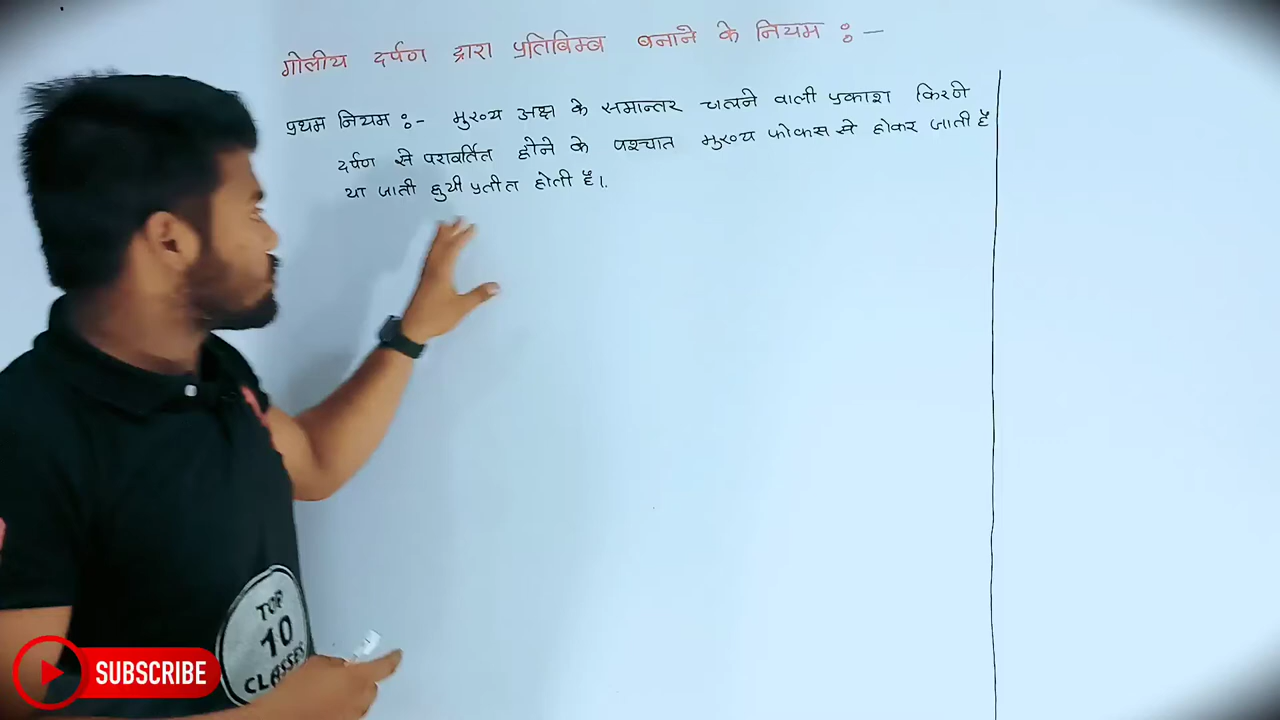 गोलीय दर्पण द्वारा प्रतिबिम्ब बनाने के नियम :-
प्रथम नियम :- मुख्य अक्ष के समान्तर चलने वाली प्रकाश किरणे
दर्पण से परावर्तित होने के पश्चात मुख्य फोकस से होकर जाती है
या जाती हुयी प्रतीत होती है।
TOP
10
CLASSES
SUBSCRIBE